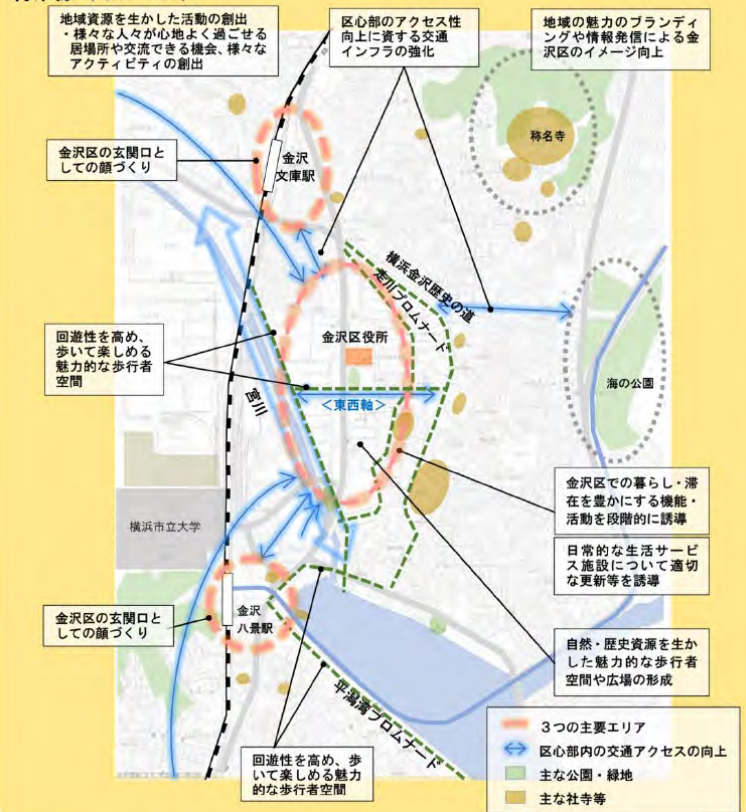 地域資源を生かした活動の創出
・様々な人々が心地よく過ごせる
居場所や交流できる機会、様々な
アクティビティの創出
区心部のアクセス性
向上に資する交通
インフラの強化
地域の魅力のブランディ
ングや情報発信による金
沢区のイメージ向上
称名寺
金沢区の玄関口と
しての顔づくり
金沢
文庫駅
横浜金沢歴史の道
走川プロムナード
金沢区役所
回遊性を高め、
歩いて楽しめる
魅力的な歩行者
空間
宮川
＜東西軸＞
海の公園
金沢区での暮らし・滞
在を豊かにする機能・
活動を段階的に誘導
横浜市立大学
日常的な生活サービ
ス施設について適切
な更新等を誘導
金沢区の玄関口と
しての顔づくり
金沢
八景駅
自然・歴史資源を生か
した魅力的な歩行者
空間や広場の形成
平潟湾プロムナード
回遊性を高め、歩
いて楽しめる魅力
的な歩行者空間
３つの主要エリア
区心部内の交通アクセスの向上
主な公園・緑地
主な社寺等